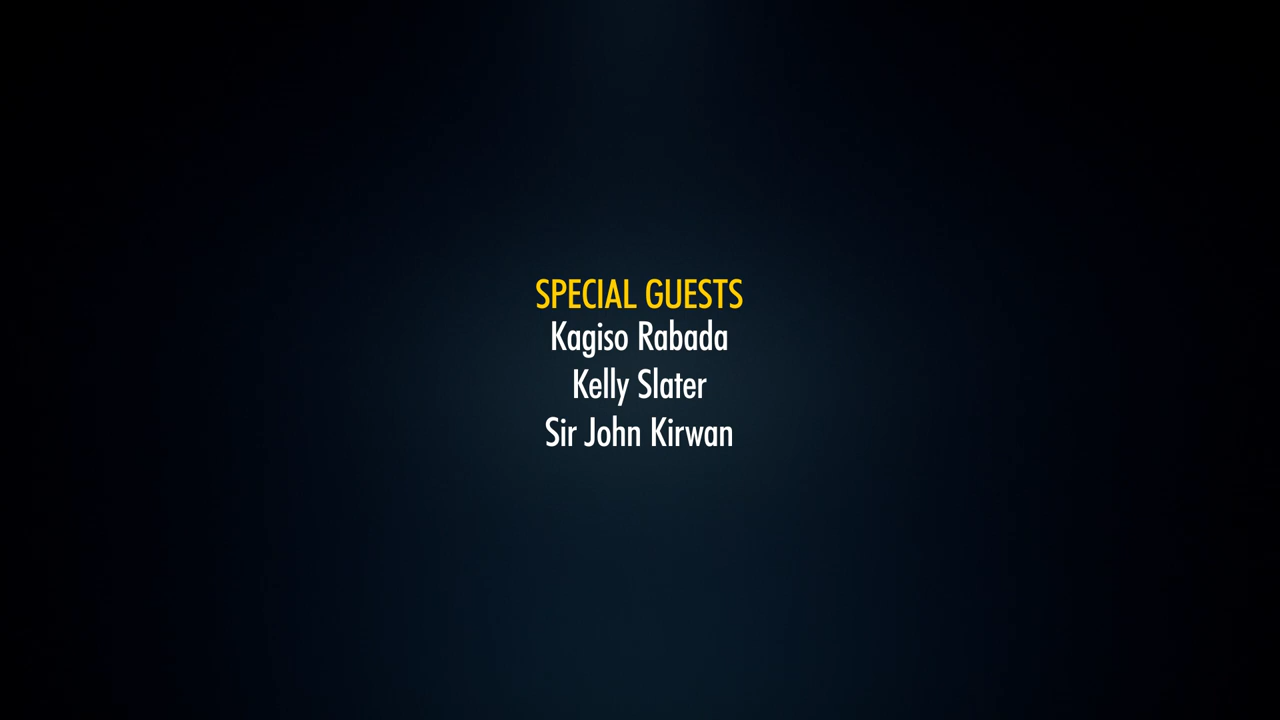 SPECIAL GUESTS
Kagiso Rabada
Kelly Slater
Sir John Kirwan